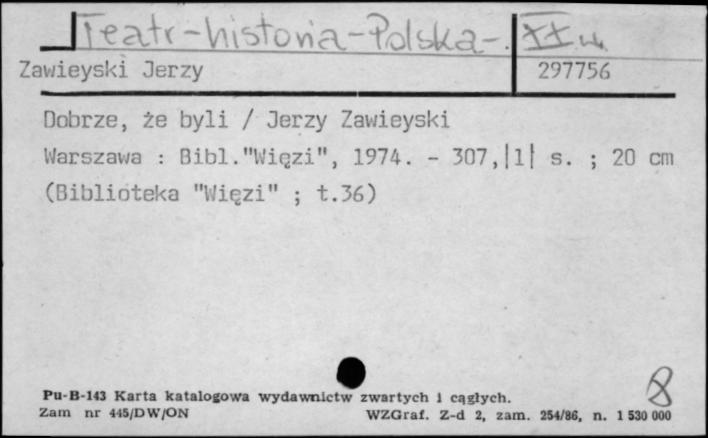 Teatr-historia-Polska-. XX w.
Zawieyski Jerzy 297756
Dobrze, że byli / Jerzy Zawieyski
Warszawa : Bibl."Więzi", 1974. - 307,|1| s. ; 20 cm
(Biblioteka "Więzi" ; t.36)
8
Pu-B-143 Karta katalogowa wydawnictw zwartych i ciągłych.
Zam nr 445/DW/ON WZGraf. Z-d 2, zam. 254/86, n. 1 530 000